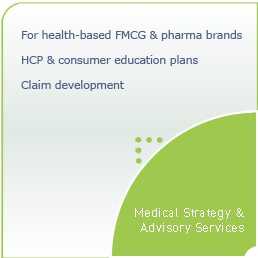 For health-based FMCG & pharma brands
HCP & consumer education plans
Claim development
Medical Strategy &
Advisory Services